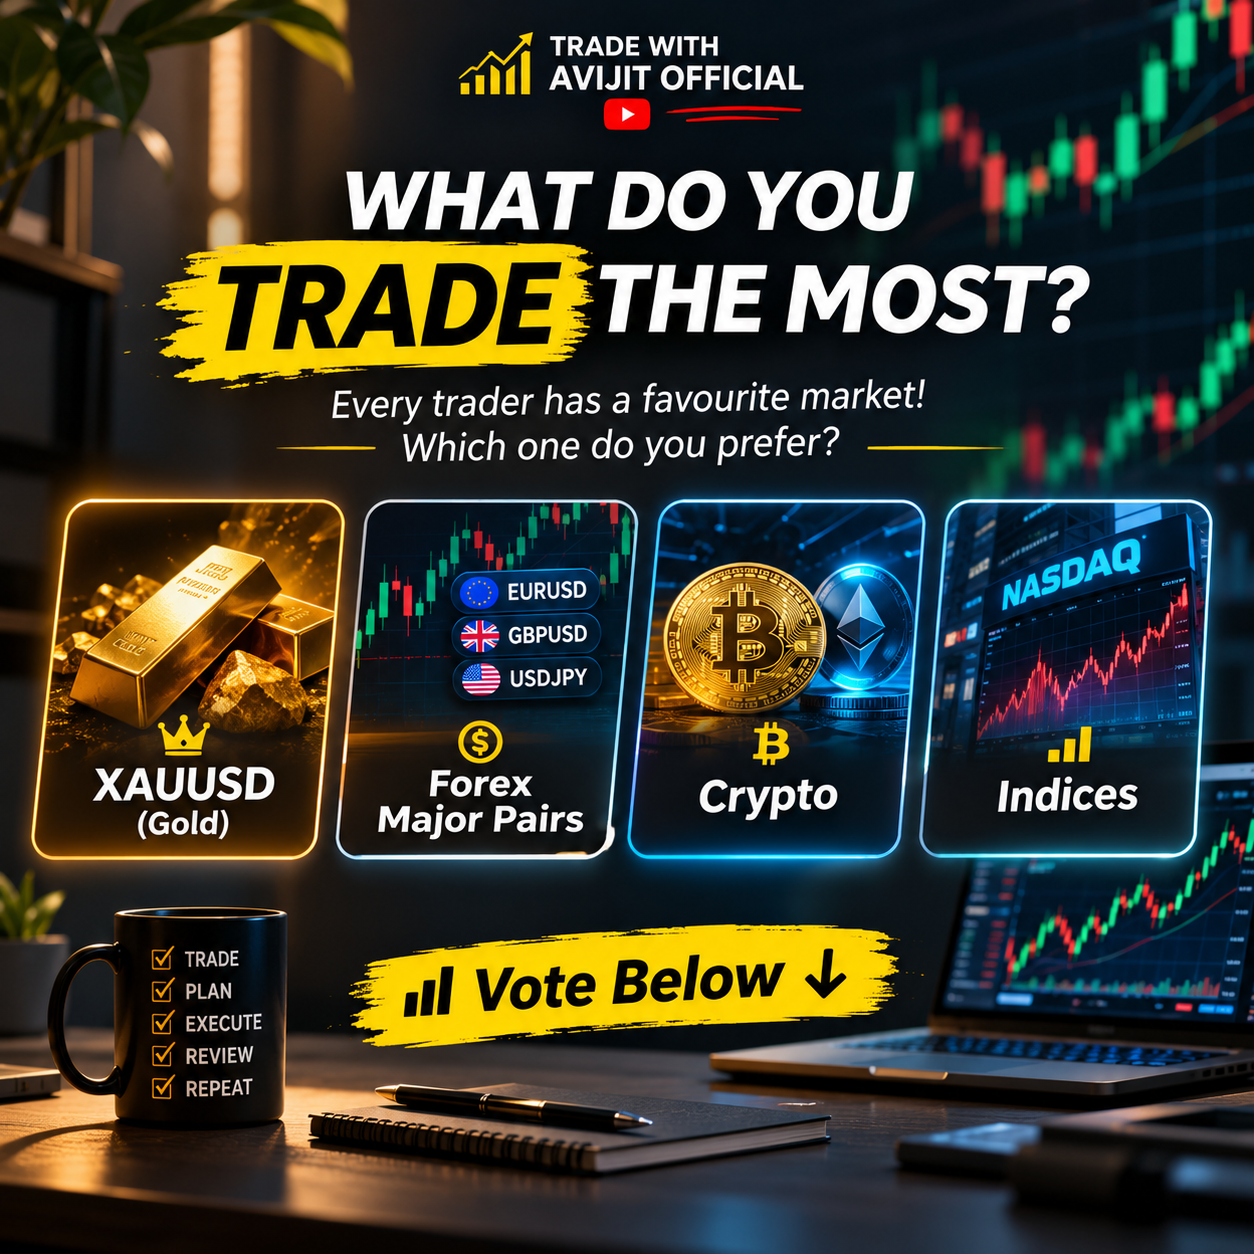 TRADE WITH
AVIJIT OFFICIAL
WHAT DO YOU
TRADE THE MOST?
Every trader has a favourite market!
Which one do you prefer?
EURUSD
GBPUSD
USDJPY
NASDAQ
XAUUSD
(Gold)
Forex
Major Pairs
Crypto
Indices
TRADE
PLAN
EXECUTE
REVIEW
REPEAT
Vote Below ↓